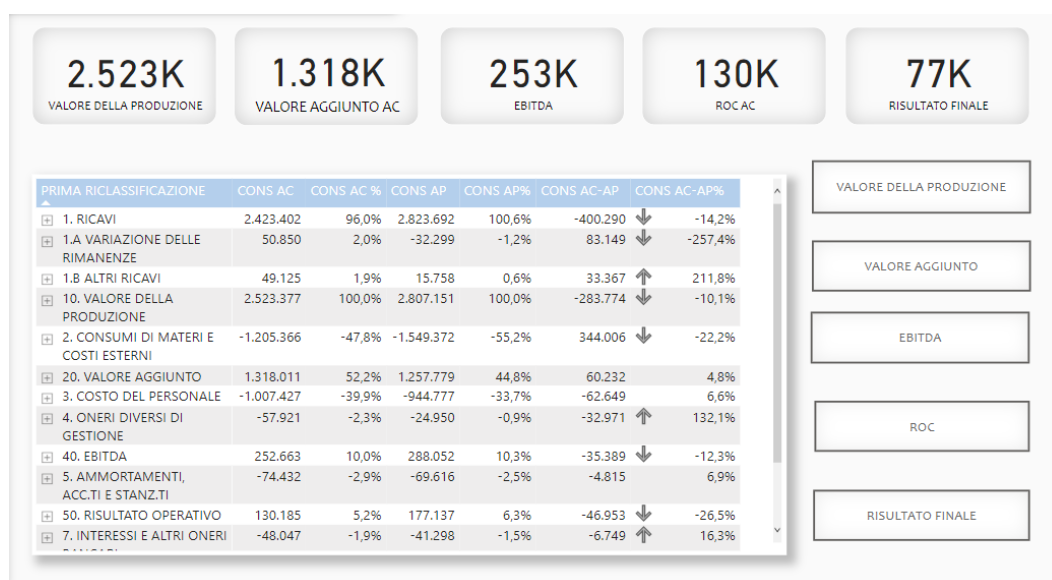 2.523K
VALORE DELLA PRODUZIONE
1.318K
VALORE AGGIUNTO AC
253K
EBITDA
130K
ROC AC
77K
RISULTATO FINALE
PRIMA RICLASSIFICAZIONE CONS AC CONS AC % CONS AP CONS AP% CONS AC-AP CONS AC-AP%
1. RICAVI 2.423.402 96,0% 2.823.692 100,6% -400.290 -14,2%
1.A VARIAZIONE DELLE 50.850 2,0% -32.299 -1,2% 83.149 -257,4%
RIMANENZE
1.B ALTRI RICAVI 49.125 1,9% 15.758 0,6% 33.367 211,8%
10. VALORE DELLA 2.523.377 100,0% 2.807.151 100,0% -283.774 -10,1%
PRODUZIONE
2. CONSUMI DI MATERI E -1.205.366 -47,8% -1.549.372 -55,2% 344.006 -22,2%
COSTI ESTERNI
20. VALORE AGGIUNTO 1.318.011 52,2% 1.257.779 44,8% 60.232 4,8%
3. COSTO DEL PERSONALE -1.007.427 -39,9% -944.777 -33,7% -62.649 6,6%
4. ONERI DIVERSI DI -57.921 -2,3% -24.950 -0,9% -32.971 132,1%
GESTIONE
40. EBITDA 252.663 10,0% 288.052 10,3% -35.389 -12,3%
5. AMMORTAMENTI, -74.432 -2,9% -69.616 -2,5% -4.815 6,9%
ACC.TI E STANZ.TI
50. RISULTATO OPERATIVO 130.185 5,2% 177.137 6,3% -46.953 -26,5%
7. INTERESSI E ALTRI ONERI -48.047 -1,9% -41.298 -1,5% -6.749 16,3%
VALORE DELLA PRODUZIONE
VALORE AGGIUNTO
EBITDA
ROC
RISULTATO FINALE